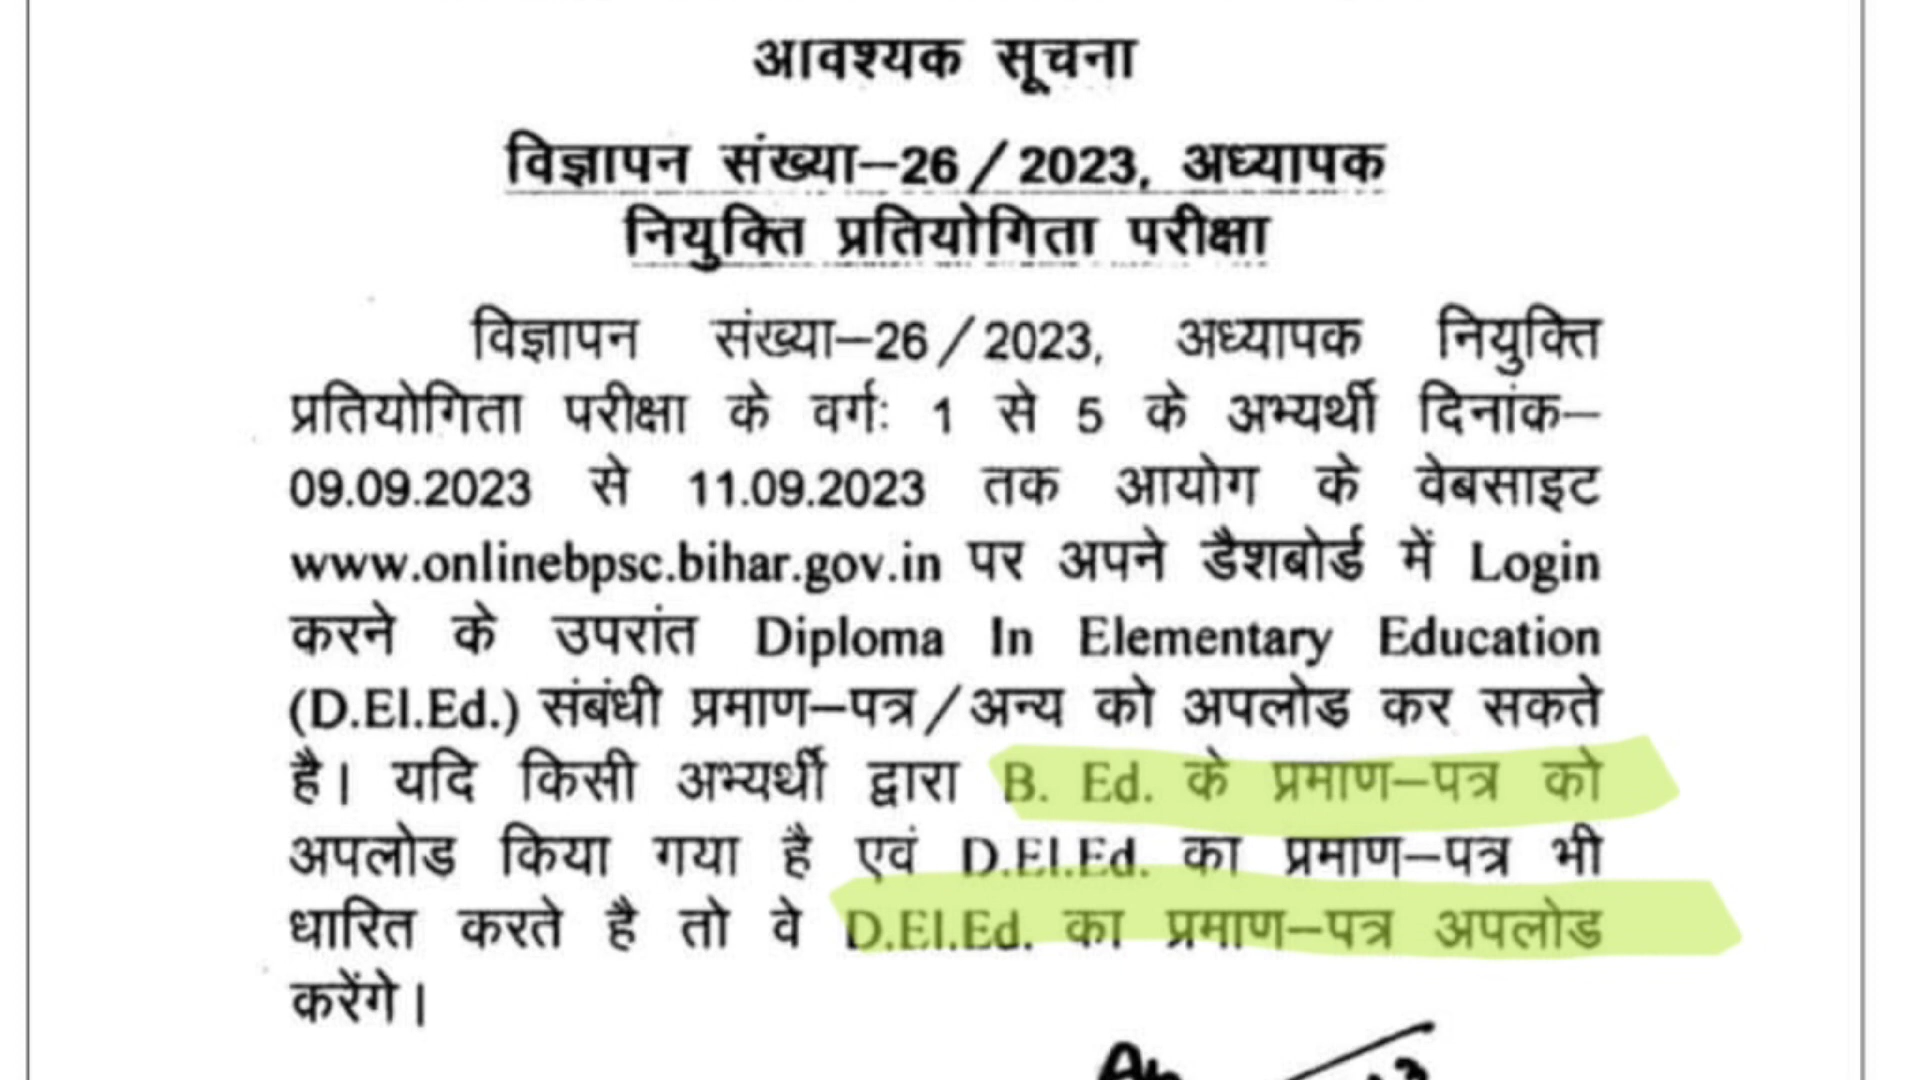 आवश्यक सूचना
विज्ञापन संख्या–26/2023, अध्यापक
नियुक्ति प्रतियोगिता परीक्षा
विज्ञापन संख्या–26/2023, अध्यापक नियुक्ति
प्रतियोगिता परीक्षा के वर्गः 1 से 5 के अभ्यर्थी दिनांक–
09.09.2023 से 11.09.2023 तक आयोग के वेबसाइट
www.onlinebpsc.bihar.gov.in पर अपने डैशबोर्ड में Login
करने के उपरांत Diploma In Elementary Education
(D.El.Ed.) संबंधी प्रमाण–पत्र/अन्य को अपलोड कर सकते
है। यदि किसी अभ्यर्थी द्वारा B. Ed. के प्रमाण–पत्र को
अपलोड किया गया है एवं D.El.Ed. का प्रमाण–पत्र भी
धारित करते है तो वे D.El.Ed. का प्रमाण–पत्र अपलोड
करेंगे।